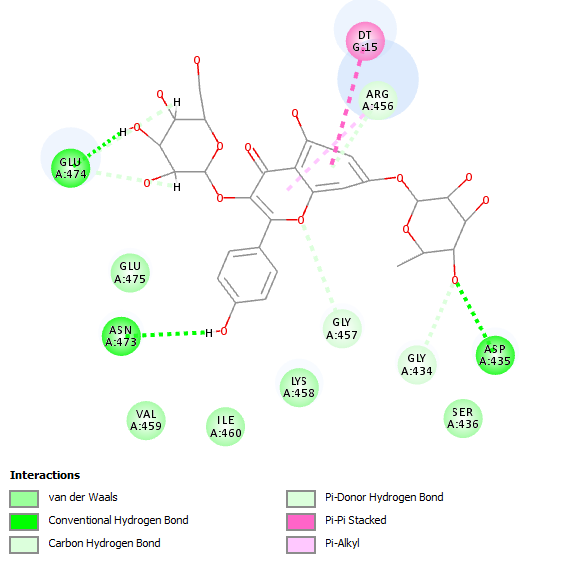 DT
G:15
ARG
A:456
O
O
H
O
H
O
O
O
O
GLU
A:474
O
H
O
O
O
O
O
O
GLU
A:475
ASN
A:473
H
O
GLY
A:457
GLY
A:434
ASP
A:435
LYS
A:458
VAL
A:459
ILE
A:460
SER
A:436
Interactions
van der Waals
Conventional Hydrogen Bond
Carbon Hydrogen Bond
Pi-Donor Hydrogen Bond
Pi-Pi Stacked
Pi-Alkyl